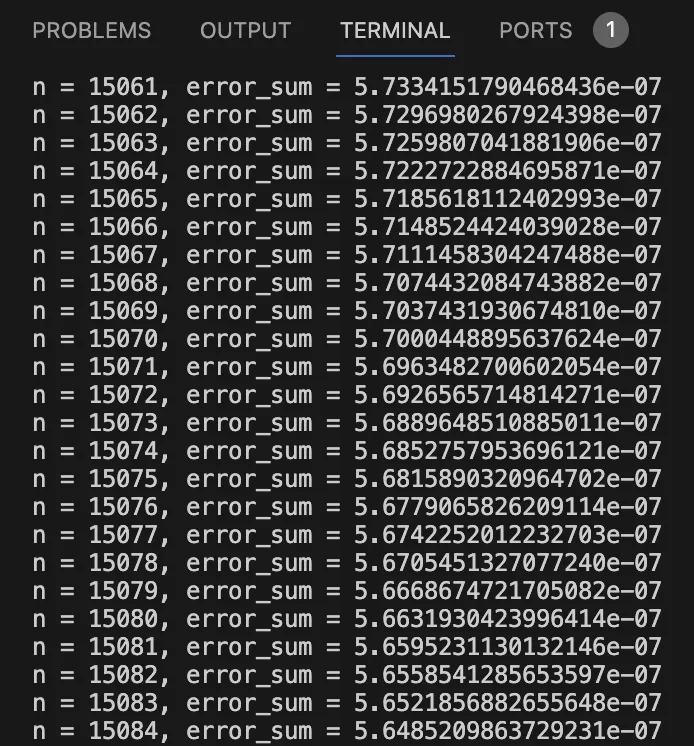 PROBLEMS OUTPUT TERMINAL PORTS 1
n = 15061, error_sum = 5.7334151790468436e-07
n = 15062, error_sum = 5.7296980267924398e-07
n = 15063, error_sum = 5.7259807041881906e-07
n = 15064, error_sum = 5.7222722884695871e-07
n = 15065, error_sum = 5.7185618112402993e-07
n = 15066, error_sum = 5.7148524424039028e-07
n = 15067, error_sum = 5.7111458304247488e-07
n = 15068, error_sum = 5.7074432084743882e-07
n = 15069, error_sum = 5.7037431930674810e-07
n = 15070, error_sum = 5.7000448895637624e-07
n = 15071, error_sum = 5.6963482700602054e-07
n = 15072, error_sum = 5.6926565714814271e-07
n = 15073, error_sum = 5.6889648510885011e-07
n = 15074, error_sum = 5.6852757953696121e-07
n = 15075, error_sum = 5.6815890320964702e-07
n = 15076, error_sum = 5.6779065826209114e-07
n = 15077, error_sum = 5.6742252012232703e-07
n = 15078, error_sum = 5.6705451327077240e-07
n = 15079, error_sum = 5.6668674721705082e-07
n = 15080, error_sum = 5.6631930423996414e-07
n = 15081, error_sum = 5.6595231130132146e-07
n = 15082, error_sum = 5.6558541285653597e-07
n = 15083, error_sum = 5.6521856882655648e-07
n = 15084, error_sum = 5.6485209863729231e-07